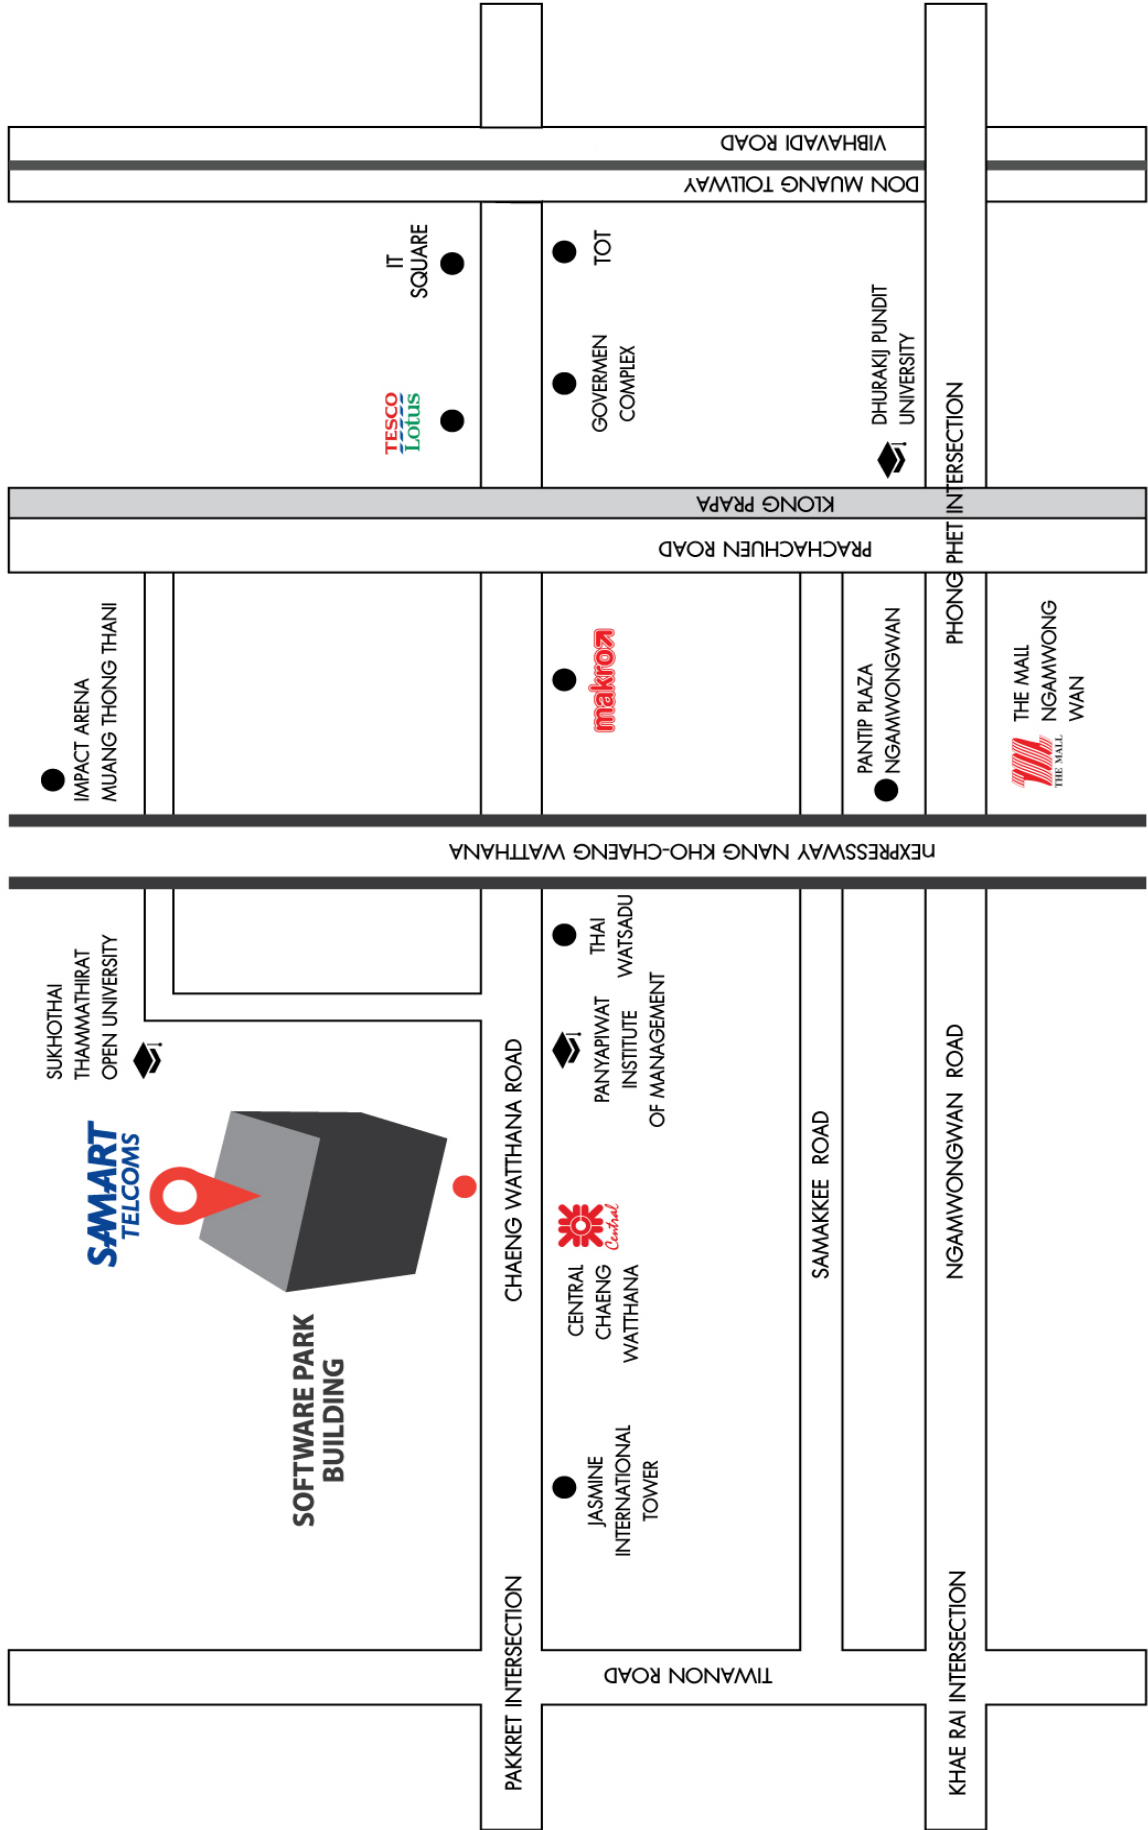 SUKHOTHAI
THAMMATHIRAT
OPEN UNIVERSITY
IMPACT ARENA
MUANG THONG THANI
SAMART
TELCOMS
SOFTWARE PARK
BUILDING
TESCO
Lotus
IT
SQUARE
PAKKRET INTERSECTION
CHAENG WATTHANA ROAD
JASMINE
INTERNATIONAL
TOWER
CENTRAL
CHAENG
WATTHANA
Central
PANYAPIWAT
INSTITUTE
OF MANAGEMENT
THAI
WATSADU
makro
GOVERMEN
COMPLEX
TOT
TIWANON ROAD
nEXPRESSWAY NANG KHO-CHAENG WATTHANA
PRACHACHUEN ROAD
KLONG PRAPA
DON MUANG TOLLWAY
VIBHAVADI ROAD
SAMAKKEE ROAD
PANTIP PLAZA
NGAMWONGWAN
DHURAKIJ PUNDIT
UNIVERSITY
KHAE RAI INTERSECTION
NGAMWONGWAN ROAD
PHONG PHET INTERSECTION
THE MALL
THE MALL
NGAMWONG
WAN